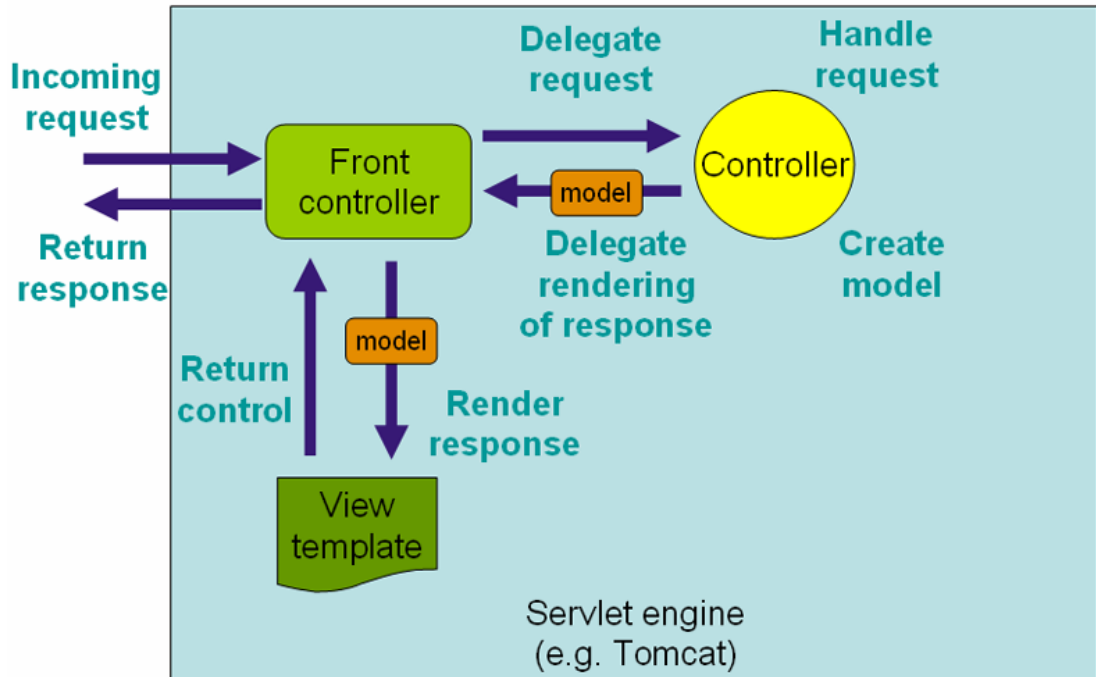 Incoming
request
Return
response
Front
controller
Delegate
request
Handle
request
Controller
model
Delegate
rendering
of response
Create
model
model
Return
control
Render
response
View
template
Servlet engine
(e.g. Tomcat)